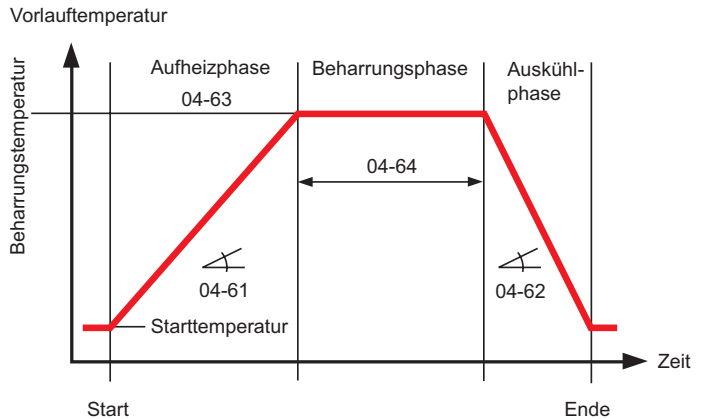 Vorlauftemperatur
Beharrungstemperatur
Aufheizphase
Beharrungsphase
Auskühl-
phase
04-63
04-64
04-61
04-62
Starttemperatur
Zeit
Start
Ende